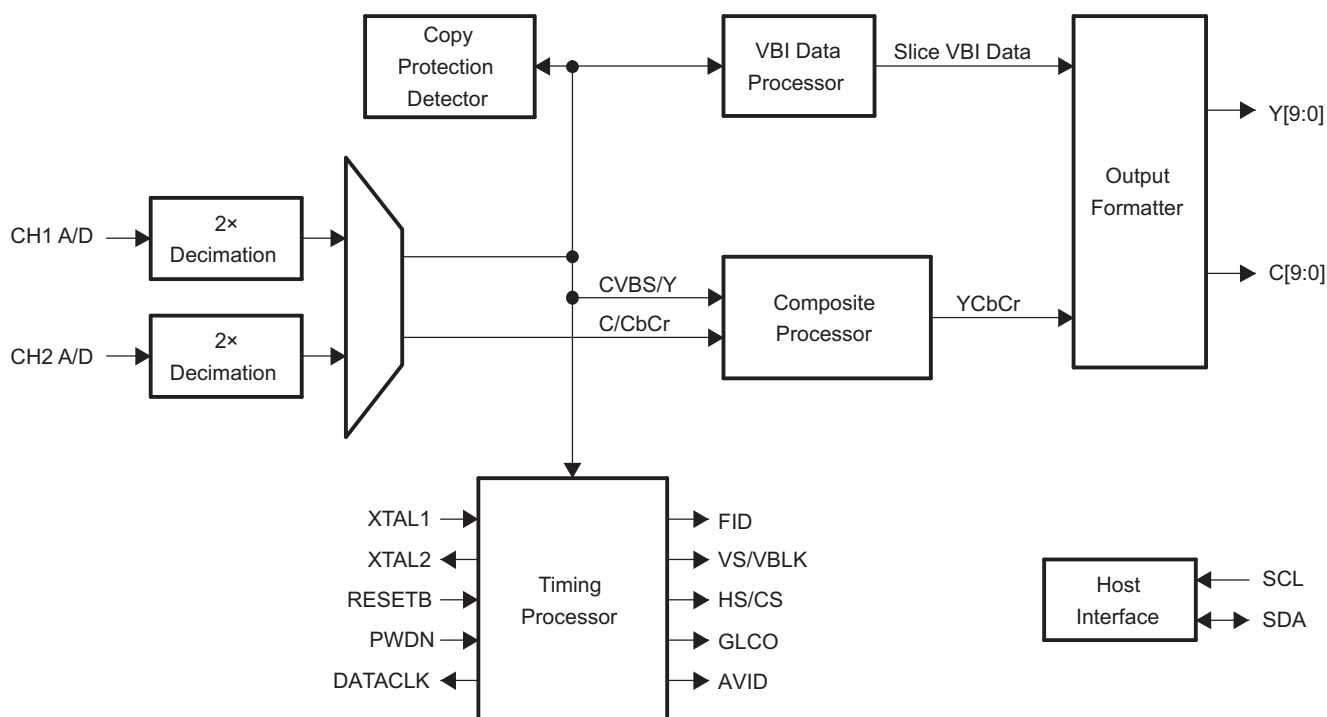 Copy
Protection
Detector
VBI Data
Processor
Slice VBI Data
Output
Formatter
Y[9:0]
C[9:0]
CH1 A/D
2×
Decimation
CH2 A/D
2×
Decimation
CVBS/Y
C/CbCr
Composite
Processor
YCbCr
XTAL1
XTAL2
RESETB
PWDN
DATACLK
Timing
Processor
FID
VS/VBLK
HS/CS
GLCO
AVID
Host
Interface
SCL
SDA